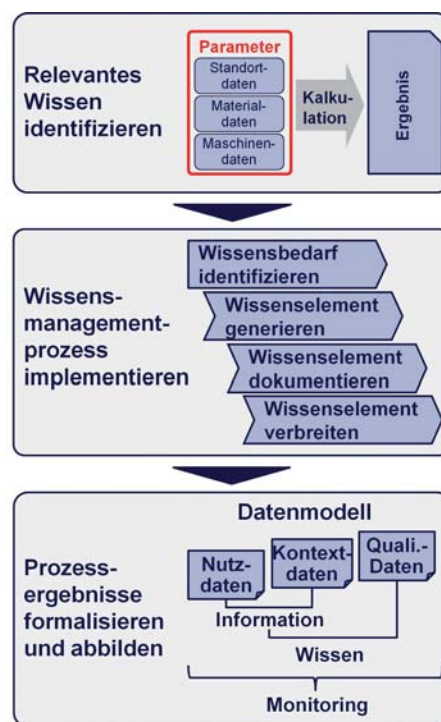 Relevantes
Wissen
identifizieren
Parameter
Standort-
daten
Material-
daten
Maschinen-
daten
Kalku-
lation
Ergebnis
Wissens-
management-
prozess
implementieren
Wissensbedarf
identifizieren
Wissenselement
generieren
Wissenselement
dokumentieren
Wissenselement
verbreiten
Prozess-
ergebnisse
formalisieren
und abbilden
Datenmodell
Nutz-
daten
Kontext-
daten
Quali.-
Daten
Information
Wissen
Monitoring